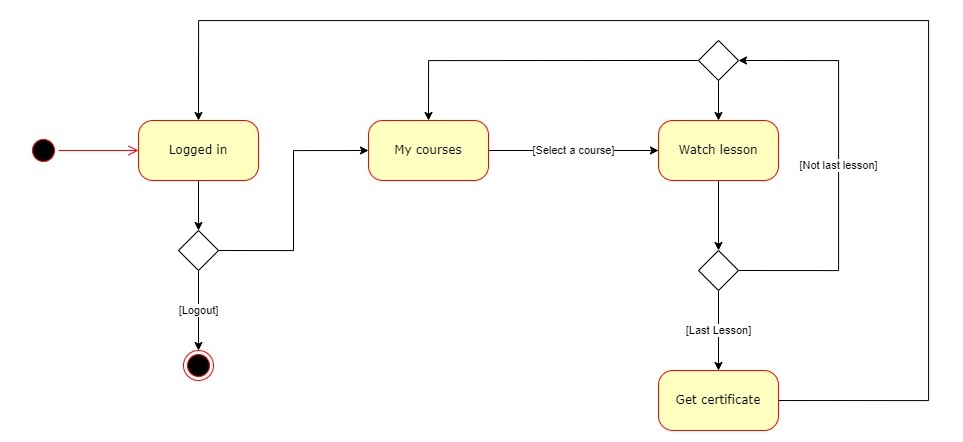 Logged in
My courses
[Select a course]
Watch lesson
[Not last lesson]
[Logout]
[Last Lesson]
Get certificate